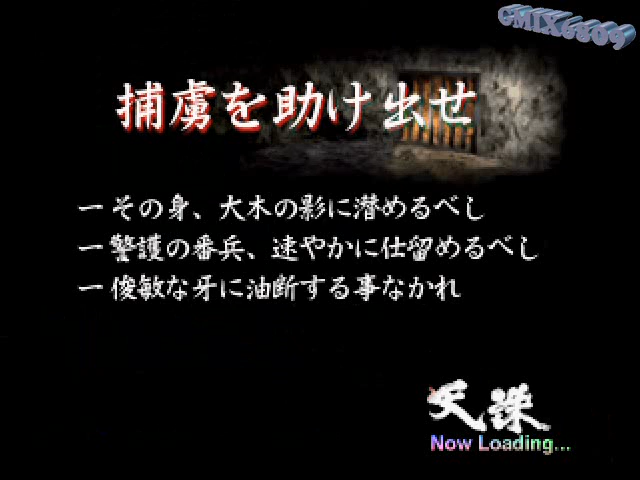 GMIX6809
捕虜を助け出せ
一 その身、大木の影に潜めるべし
一 警護の番兵、速やかに仕留めるべし
一 俊敏な牙に油断する事なかれ
天誅
Now Loading...